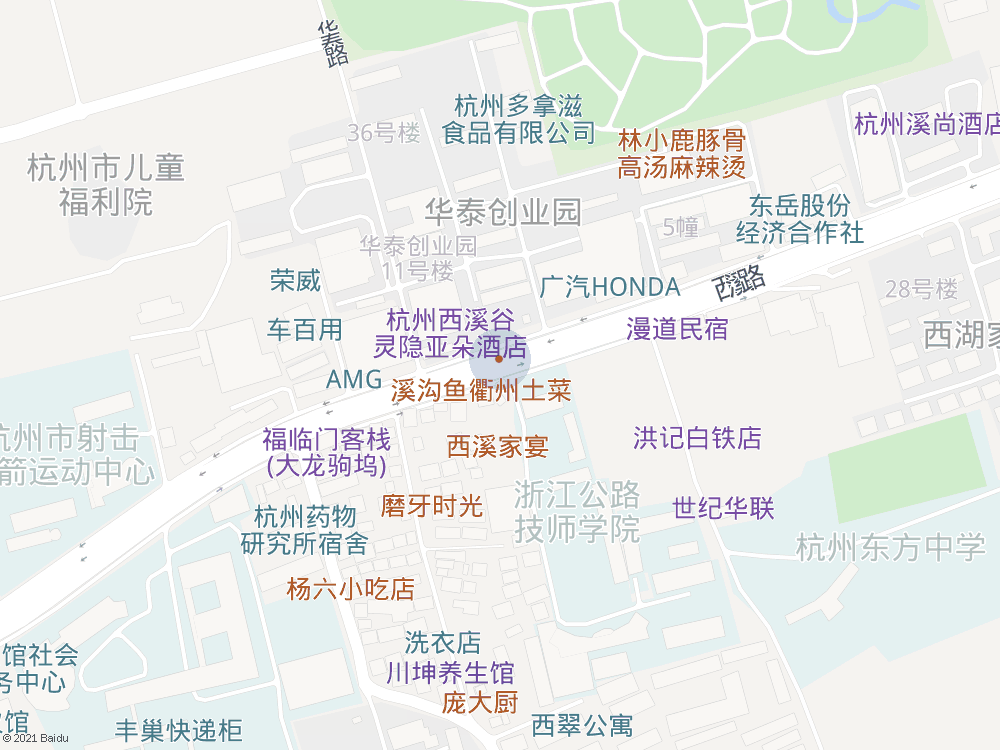 华泰路
杭州多拿滋
食品有限公司
36号楼
林小鹿豚骨
高汤麻辣烫
杭州溪尚酒店
杭州市儿童
福利院
华泰创业园
5幢
东岳股份
经济合作社
华泰创业园
11号楼
荣威
广汽HONDA
西溪路
28号楼
车百用
杭州西溪谷
灵隐亚朵酒店
漫道民宿
西湖家
AMG
溪沟鱼衢州土菜
杭州市射击
箭运动中心
福临门客栈
(大龙驹坞)
西溪家宴
洪记白铁店
磨牙时光
浙江公路
技师学院
世纪华联
杭州药物
研究所宿舍
杭州东方中学
杨六小吃店
馆社会
务中心
洗衣店
川坤养生馆
庞大厨
馆
丰巢快递柜
西翠公寓
© 2021 Baidu